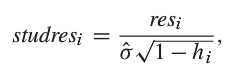 studres_i = res_i / (σ̂ √(1 − h_i)),